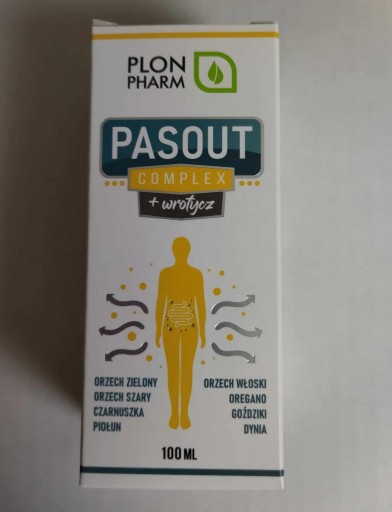 PLON
PHARM
PASOUT
COMPLEX
+ wrotycz
ORZECH ZIELONY
ORZECH SZARY
CZARNUSZKA
PIOŁUN
ORZECH WŁOSKI
OREGANO
GOŹDZIKI
DYNIA
100 ML